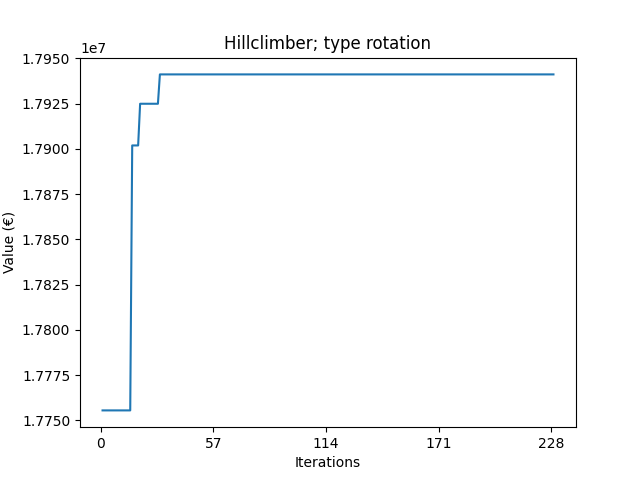 Hillclimber; type rotation
1e7
1.7950
1.7925
1.7900
1.7875
1.7850
1.7825
1.7800
1.7775
1.7750
Value (€)
0 57 114 171 228
Iterations